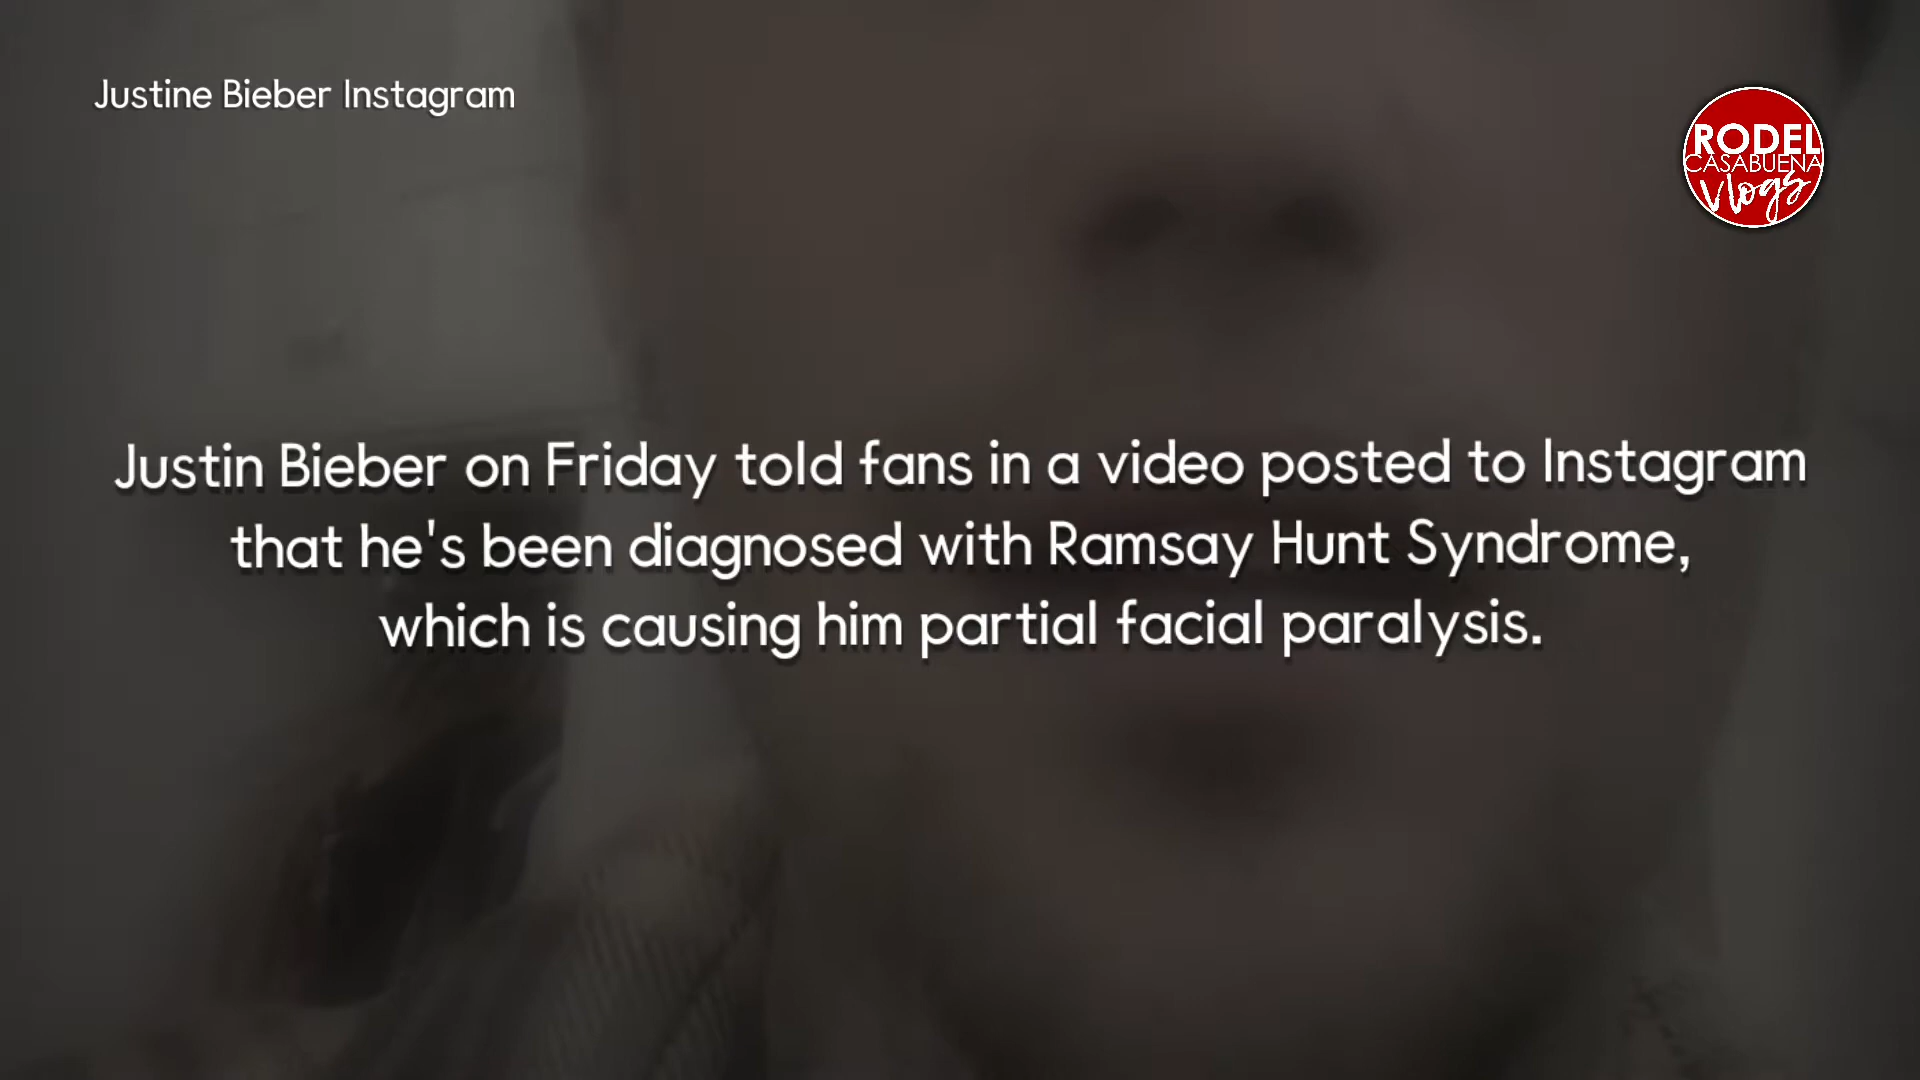 Justine Bieber Instagram
RODEL
CASABUENA
Vlogs
Justin Bieber on Friday told fans in a video posted to Instagram
that he's been diagnosed with Ramsay Hunt Syndrome,
which is causing him partial facial paralysis.